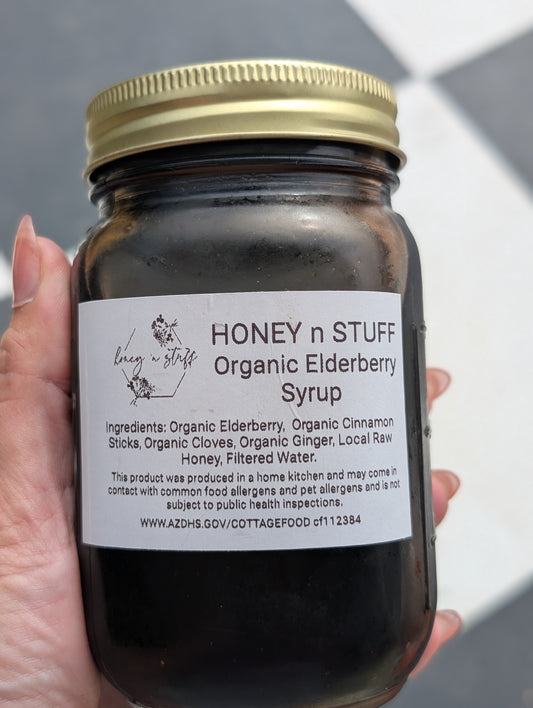 honey 'n stuff
HONEY n STUFF
Organic Elderberry
Syrup
Ingredients: Organic Elderberry, Organic Cinnamon
Sticks, Organic Cloves, Organic Ginger, Local Raw
Honey, Filtered Water.
This product was produced in a home kitchen and may come in
contact with common food allergens and pet allergens and is not
subject to public health inspections.
WWW.AZDHS.GOV/COTTAGEFOOD cf112384